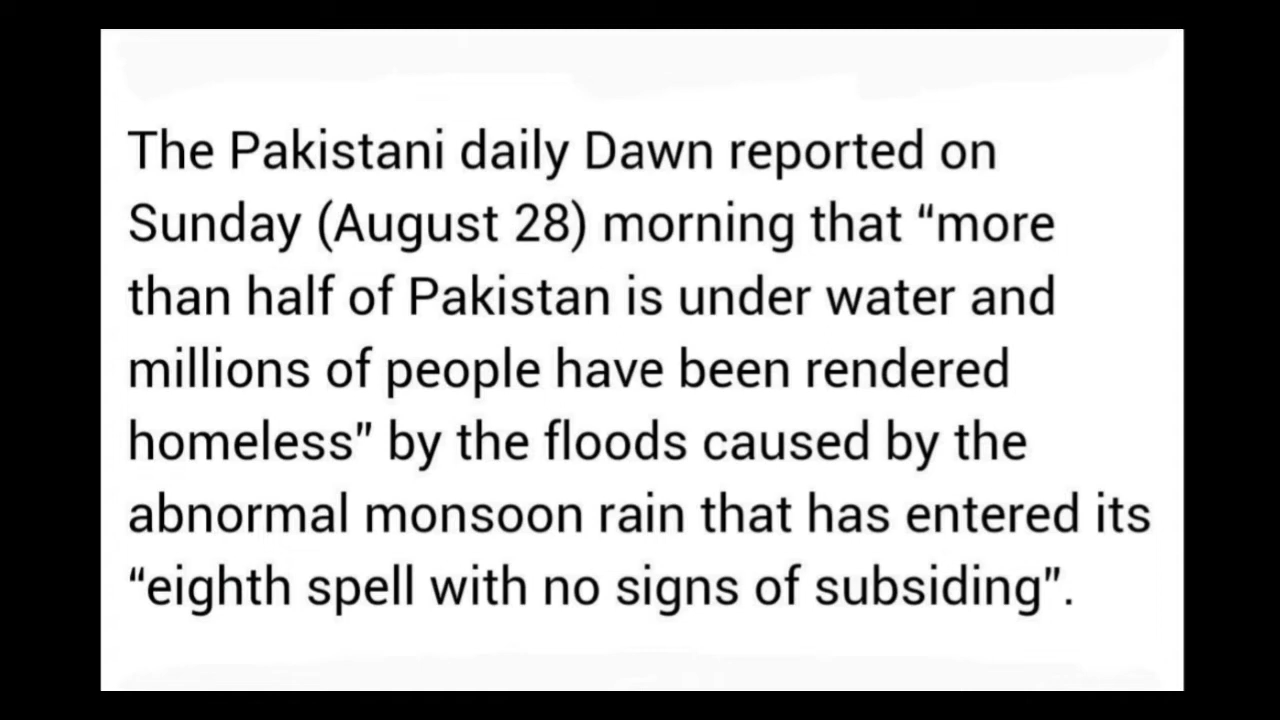 The Pakistani daily Dawn reported on
Sunday (August 28) morning that “more
than half of Pakistan is under water and
millions of people have been rendered
homeless” by the floods caused by the
abnormal monsoon rain that has entered its
“eighth spell with no signs of subsiding”.